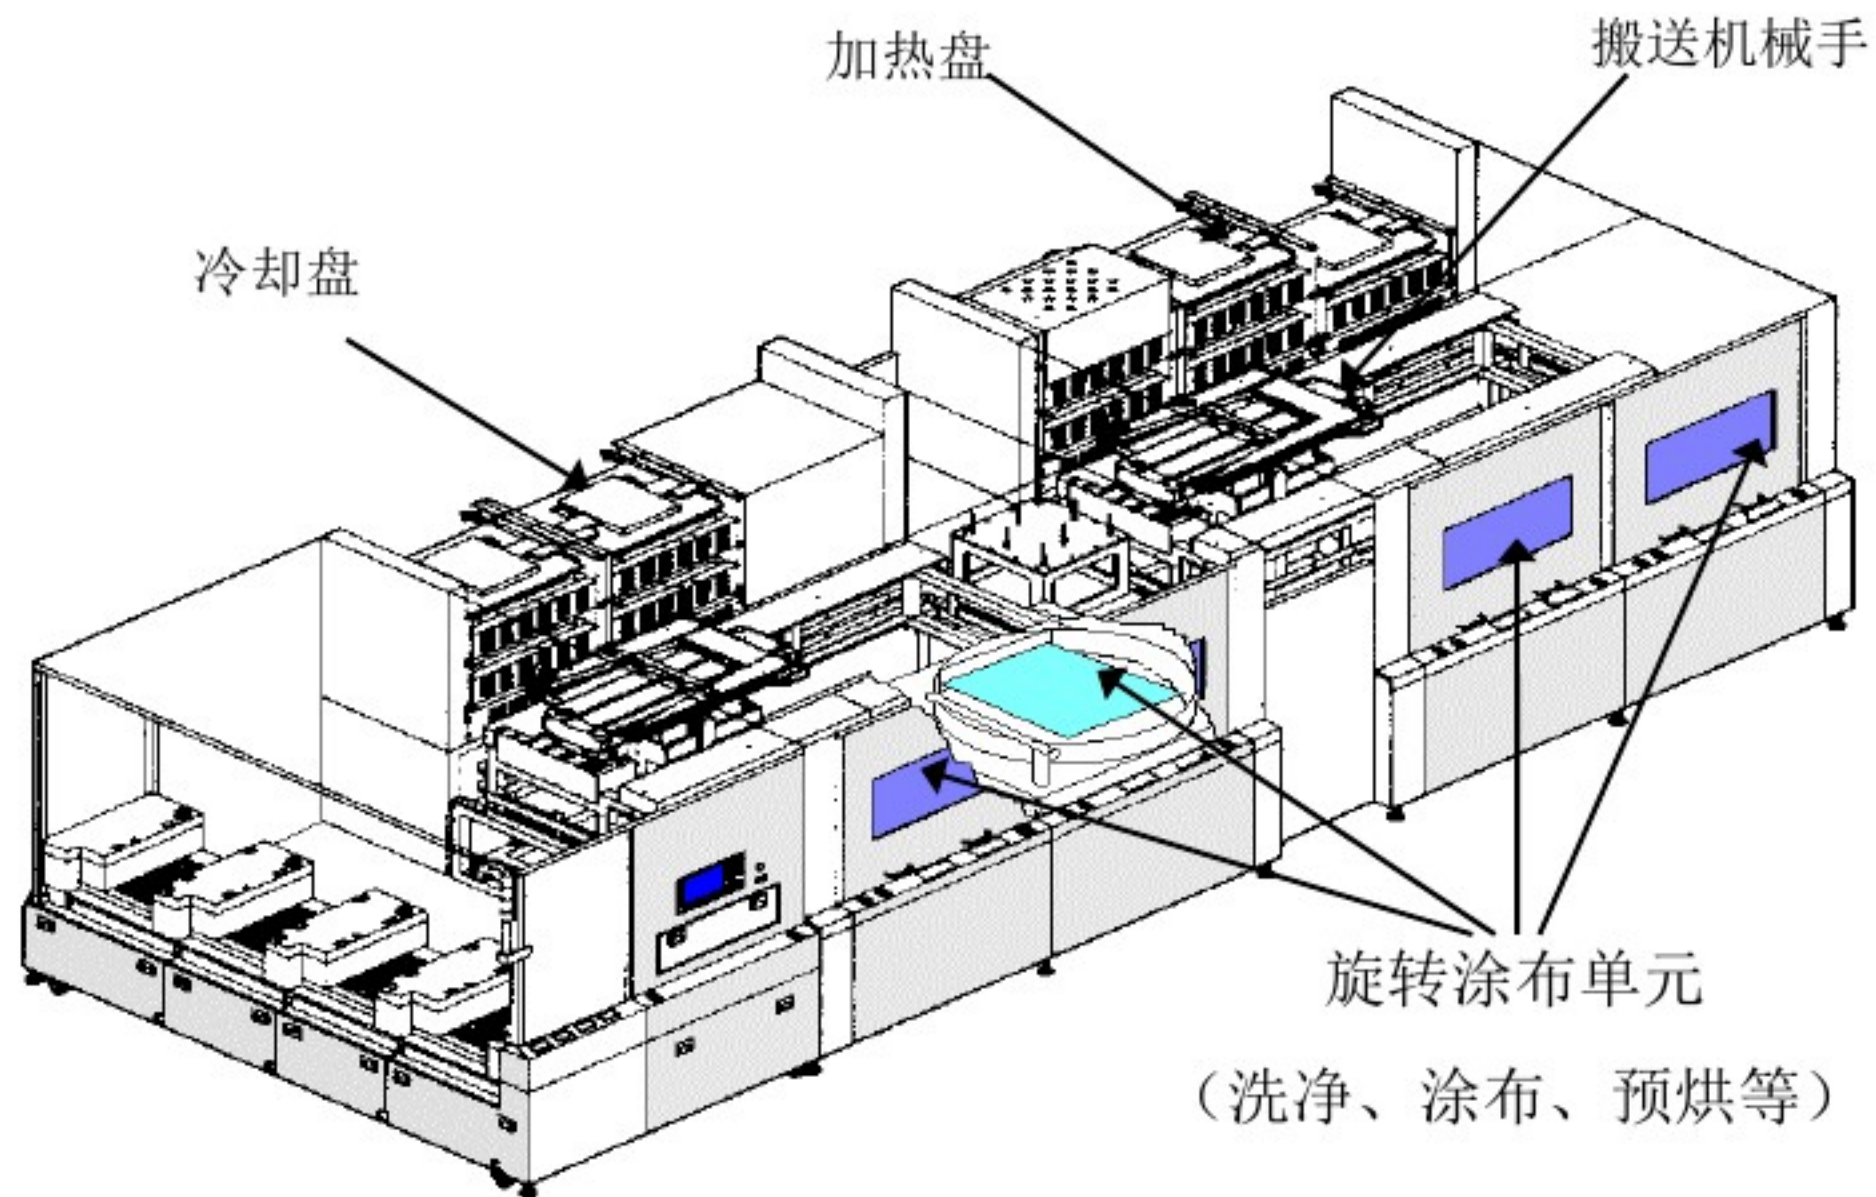 搬送机械手
加热盘
冷却盘
旋转涂布单元
（洗净、涂布、预烘等）